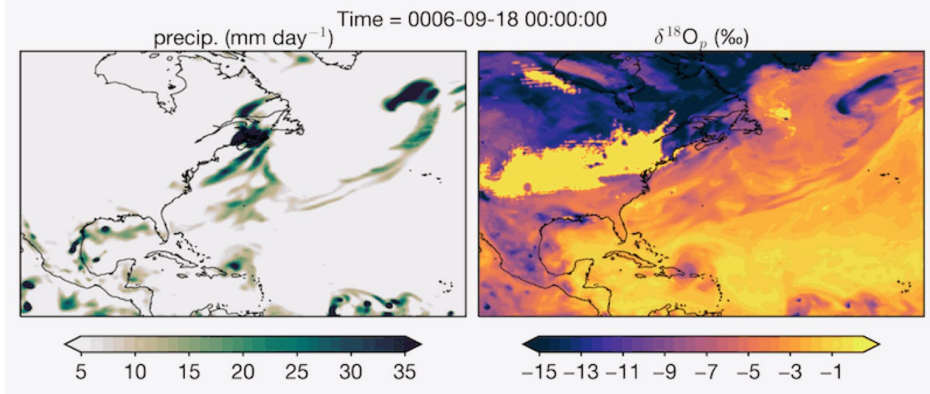 Time = 0006-09-18 00:00:00
precip. (mm day⁻¹)
δ¹⁸Oₚ (‰)
5 10 15 20 25 30 35
−15 −13 −11 −9 −7 −5 −3 −1